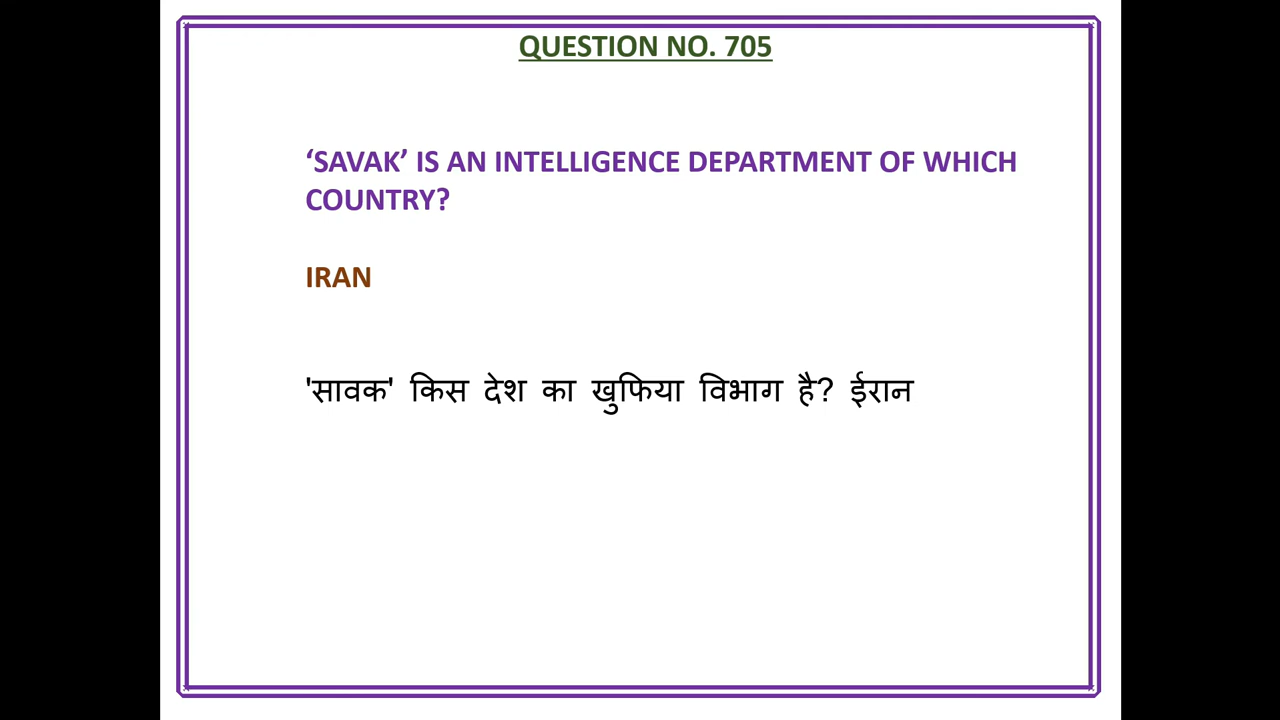 QUESTION NO. 705
‘SAVAK’ IS AN INTELLIGENCE DEPARTMENT OF WHICH
COUNTRY?
IRAN
'सावक' किस देश का खुफिया विभाग है? ईरान